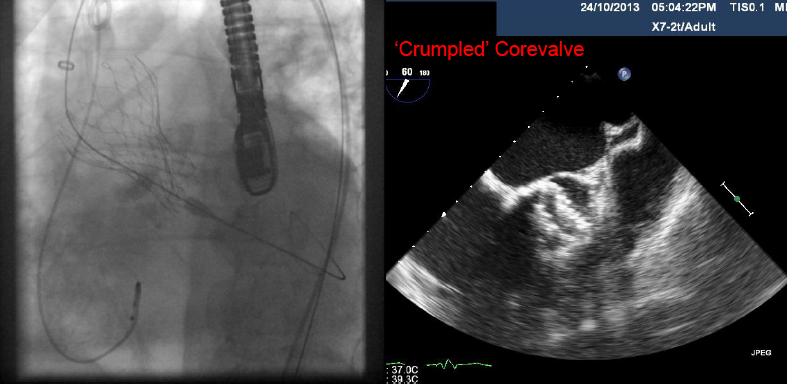 24/10/2013 05:04:22PM TIS0.1 MI
X7-2t/Adult
'Crumpled' Corevalve
0 60 180
P
JPEG
37.0C
39.3C